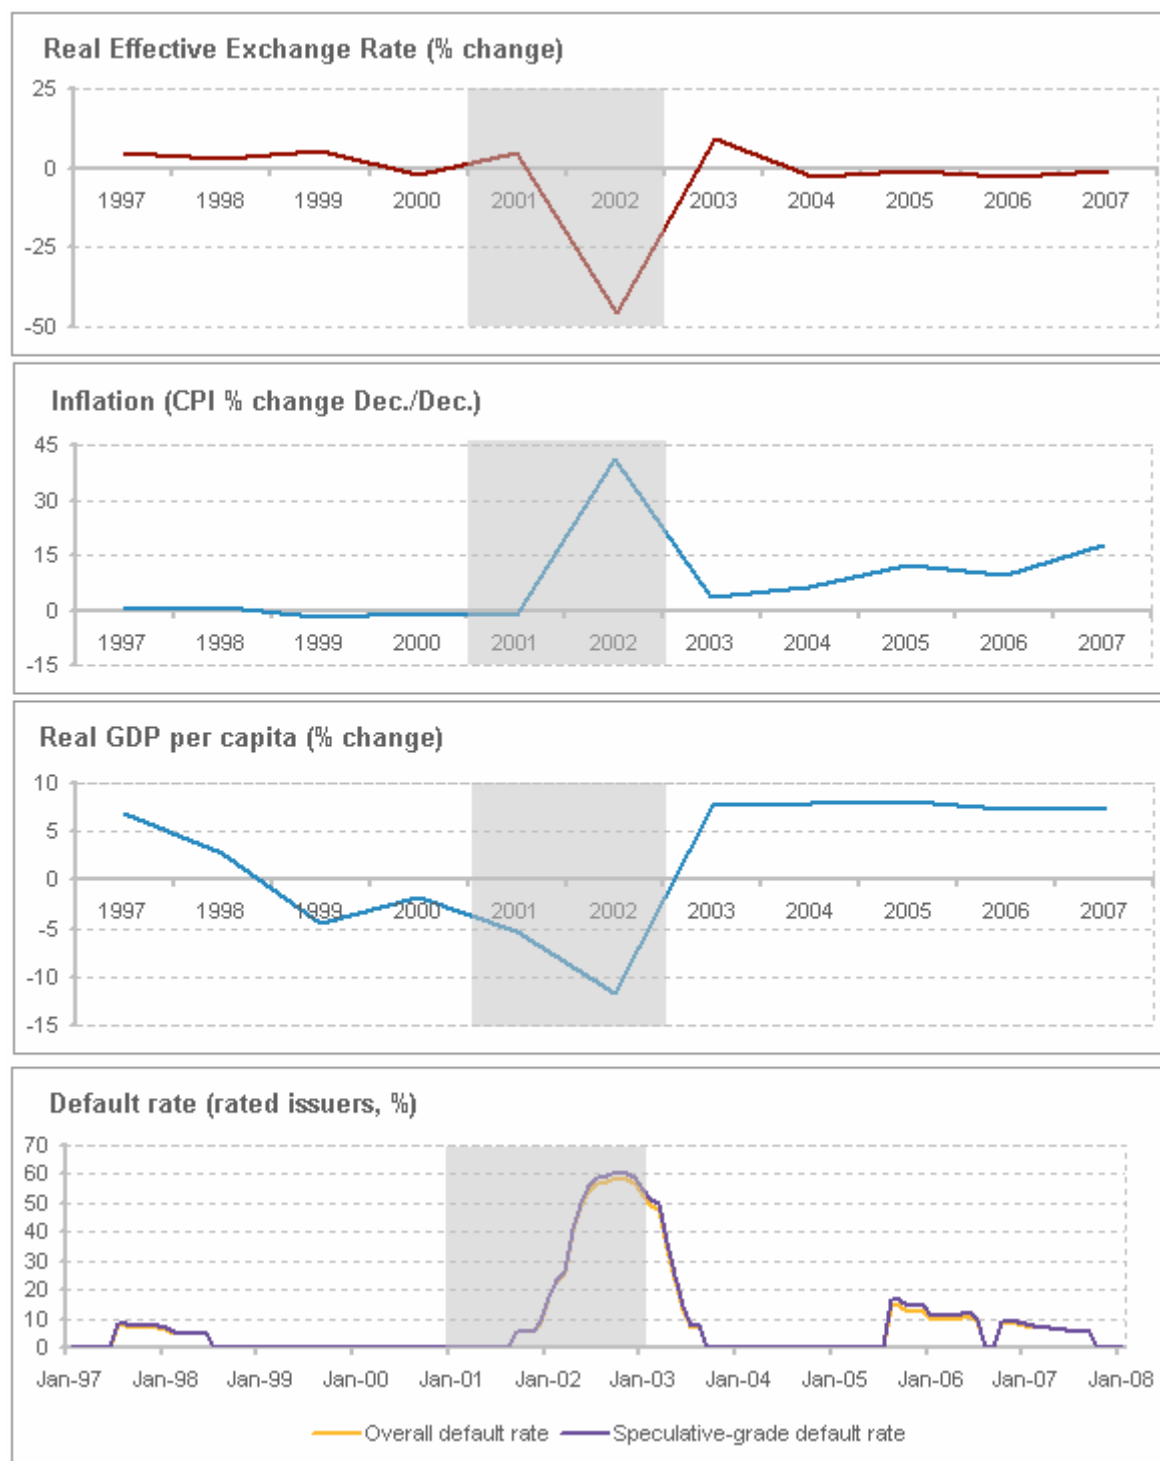 Real Effective Exchange Rate (% change)
25
0
1997 1998 1999 2000 2001 2002 2003 2004 2005 2006 2007
-25
-50
Inflation (CPI % change Dec./Dec.)
45
30
15
0
1997 1998 1999 2000 2001 2002 2003 2004 2005 2006 2007
-15
Real GDP per capita (% change)
10
5
0
1997 1998 1999 2000 2001 2002 2003 2004 2005 2006 2007
-5
-10
-15
Default rate (rated issuers, %)
70
60
50
40
30
20
10
0
Jan-97 Jan-98 Jan-99 Jan-00 Jan-01 Jan-02 Jan-03 Jan-04 Jan-05 Jan-06 Jan-07 Jan-08
Overall default rate Speculative-grade default rate